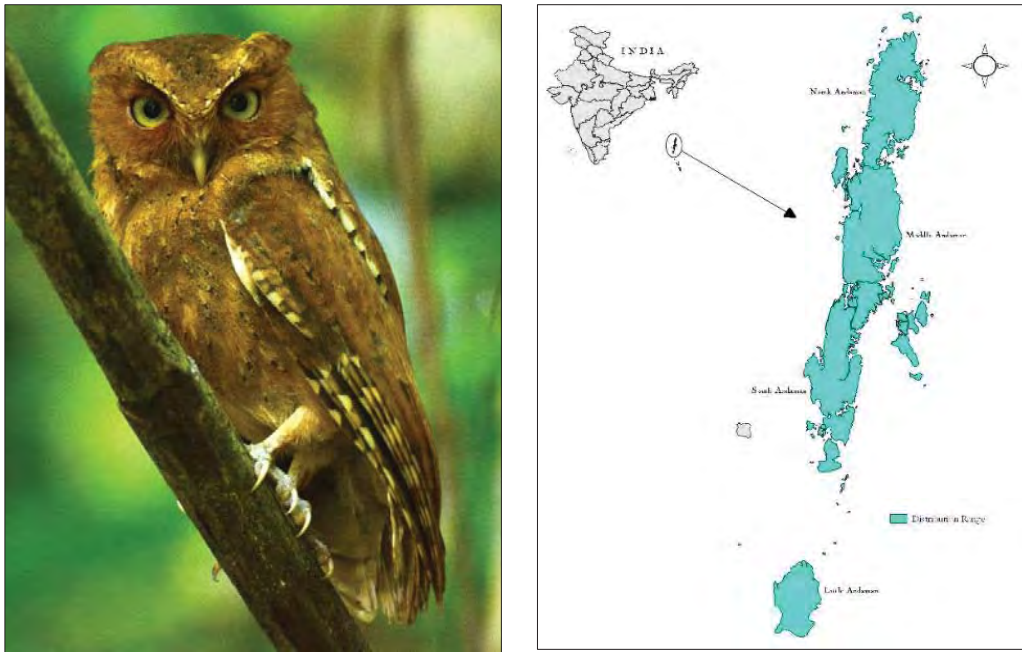 INDIA
North Andaman
Middle Andaman
South Andaman
Distribution Range
Little Andaman